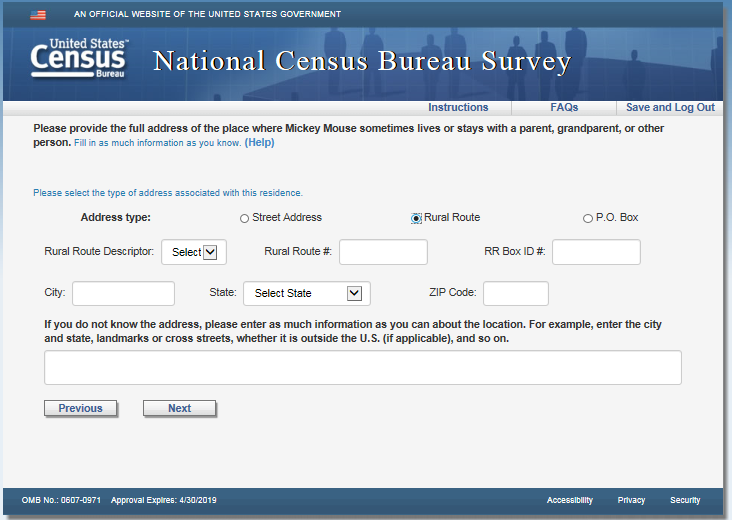 AN OFFICIAL WEBSITE OF THE UNITED STATES GOVERNMENT
United States™
Census
Bureau
National Census Bureau Survey
Instructions FAQs Save and Log Out
Please provide the full address of the place where Mickey Mouse sometimes lives or stays with a parent, grandparent, or other
person. Fill in as much information as you know. (Help)
Please select the type of address associated with this residence.
Address type: Street Address Rural Route P.O. Box
Rural Route Descriptor: Select Rural Route #: RR Box ID #:
City: State: Select State ZIP Code:
If you do not know the address, please enter as much information as you can about the location. For example, enter the city
and state, landmarks or cross streets, whether it is outside the U.S. (if applicable), and so on.
Previous Next
OMB No.: 0607-0971 Approval Expires: 4/30/2019 Accessibility Privacy Security